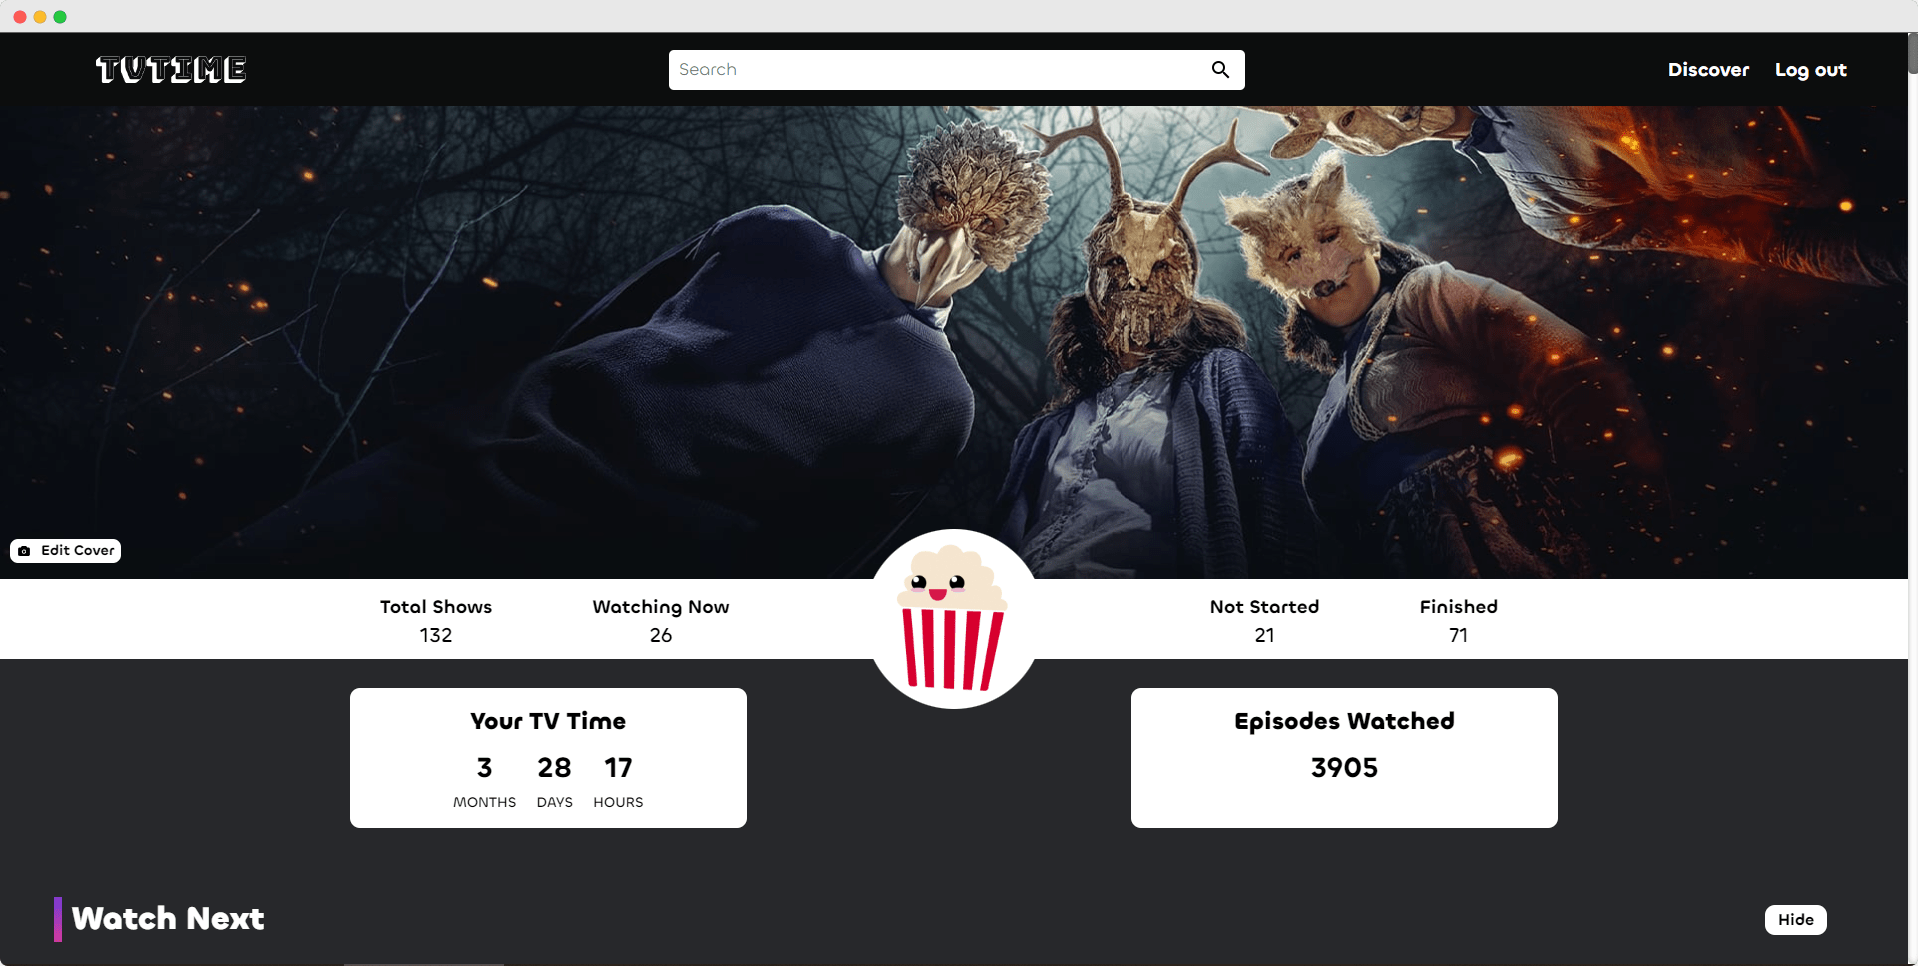 TVTIME
Search
Discover Log out
Edit Cover
Total Shows
132
Watching Now
26
Not Started
21
Finished
71
Your TV Time
3 28 17
MONTHS DAYS HOURS
Episodes Watched
3905
Watch Next
Hide